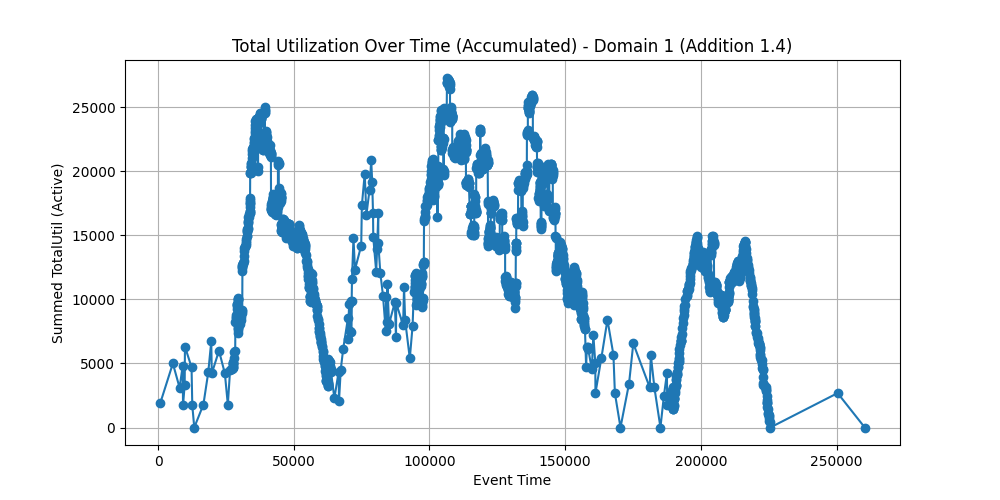 Total Utilization Over Time (Accumulated) - Domain 1 (Addition 1.4)
Summed TotalUtil (Active)
25000
20000
15000
10000
5000
0
0 50000 100000 150000 200000 250000
Event Time